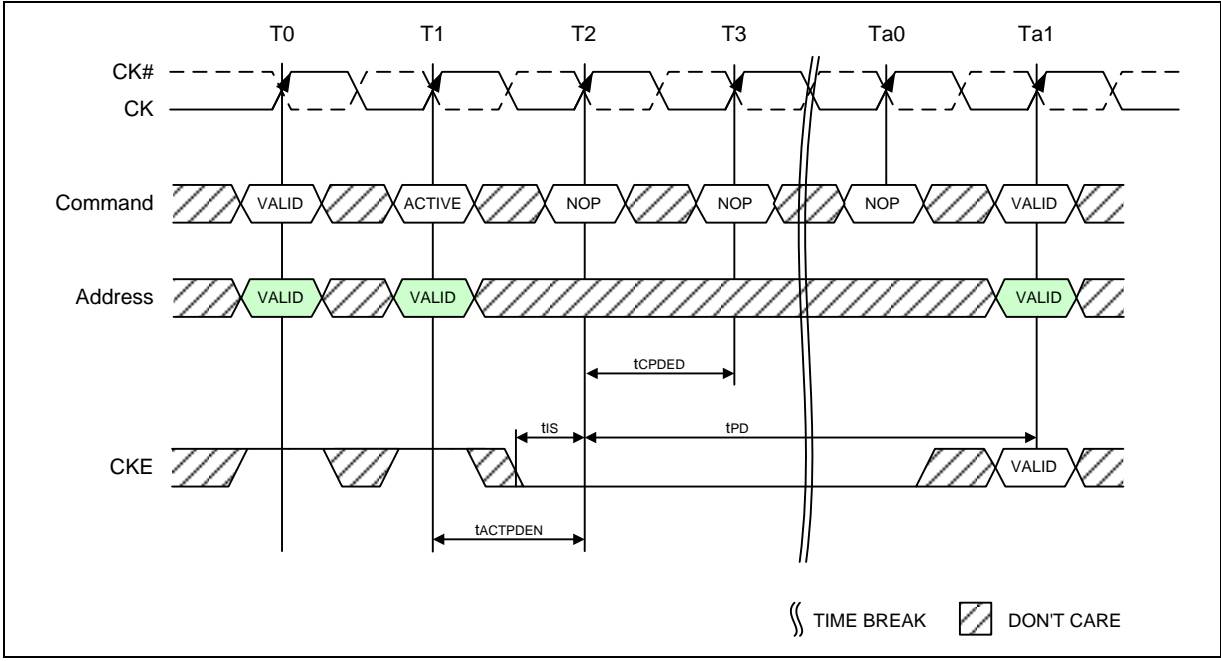 T0 T1 T2 T3 Ta0 Ta1
CK#
CK
Command VALID ACTIVE NOP NOP NOP VALID
Address VALID VALID VALID
tCPDED
tIS tPD
CKE VALID
tACTPDEN
TIME BREAK DON'T CARE